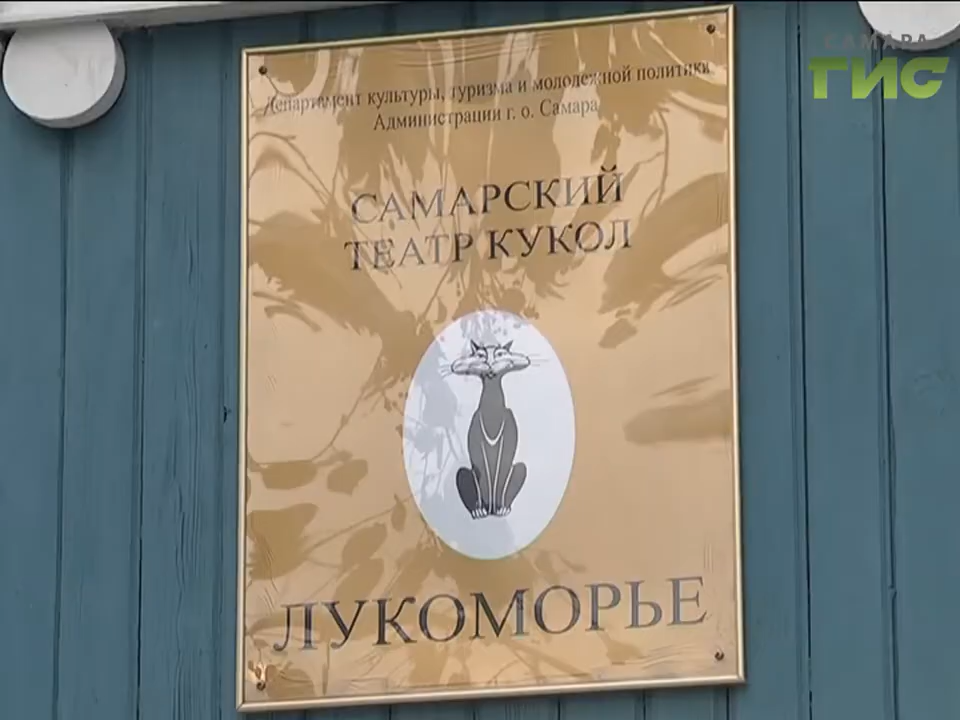 САМАРА
ГИС
Департамент культуры, туризма и молодежной политики
Администрации г. о. Самара
САМАРСКИЙ
ТЕАТР КУКОЛ
ЛУКОМОРЬЕ